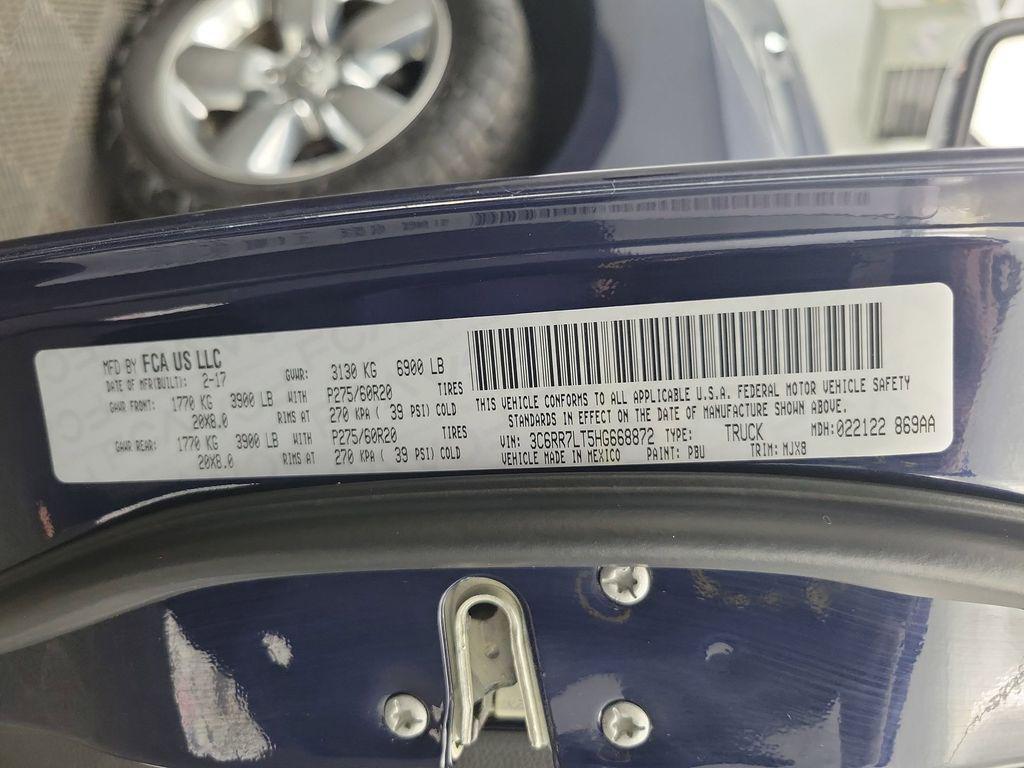 MFD BY FCA US LLC
DATE OF MFR(BUILT): 2-17 GVWR: 3130 KG 6900 LB
GAWR FRONT: 1770 KG 3900 LB WITH P275/60R20 TIRES
20X8.0 RIMS AT 270 KPA ( 39 PSI) COLD
GAWR REAR: 1770 KG 3900 LB WITH P275/60R20 TIRES
20X8.0 RIMS AT 270 KPA ( 39 PSI) COLD
THIS VEHICLE CONFORMS TO ALL APPLICABLE U.S.A. FEDERAL MOTOR VEHICLE SAFETY
STANDARDS IN EFFECT ON THE DATE OF MANUFACTURE SHOWN ABOVE.
VIN: 3C6RR7LT5HG668872 TYPE: TRUCK MDH: 022122 869AA
VEHICLE MADE IN MEXICO PAINT: PBU TRIM: MJX8